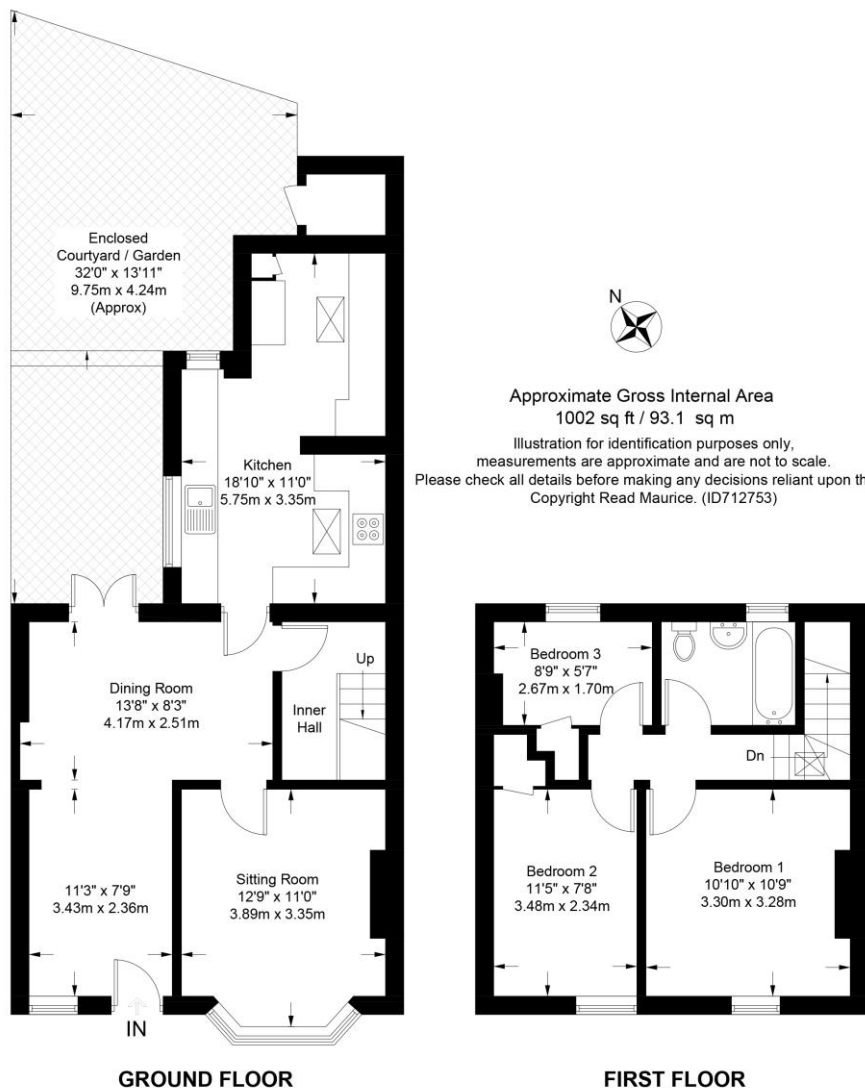 Enclosed
Courtyard / Garden
32'0" x 13'11"
9.75m x 4.24m
(Approx)
N
Approximate Gross Internal Area
1002 sq ft / 93.1 sq m
Illustration for identification purposes only,
measurements are approximate and are not to scale.
Please check all details before making any decisions reliant upon th
Copyright Read Maurice. (ID712753)
Kitchen
18'10" x 11'0"
5.75m x 3.35m
Dining Room
13'8" x 8'3"
4.17m x 2.51m
Up
Inner
Hall
11'3" x 7'9"
3.43m x 2.36m
Sitting Room
12'9" x 11'0"
3.89m x 3.35m
IN
GROUND FLOOR
Bedroom 3
8'9" x 5'7"
2.67m x 1.70m
Dn
Bedroom 2
11'5" x 7'8"
3.48m x 2.34m
Bedroom 1
10'10" x 10'9"
3.30m x 3.28m
FIRST FLOOR